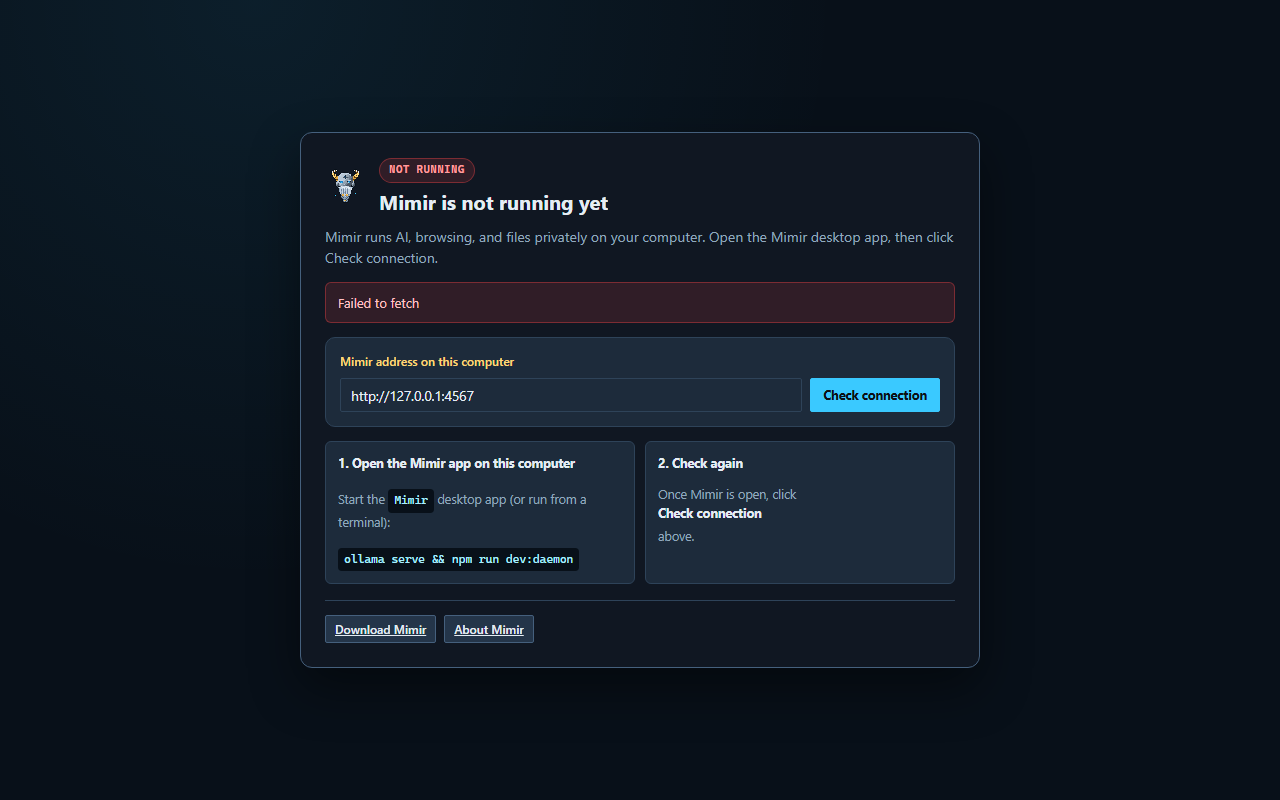 NOT RUNNING
Mimir is not running yet
Mimir runs AI, browsing, and files privately on your computer. Open the Mimir desktop app, then click
Check connection.
Failed to fetch
Mimir address on this computer
http://127.0.0.1:4567
Check connection
1. Open the Mimir app on this computer
Start the Mimir desktop app (or run from a
terminal):
ollama serve && npm run dev:daemon
2. Check again
Once Mimir is open, click
Check connection
above.
Download Mimir
About Mimir